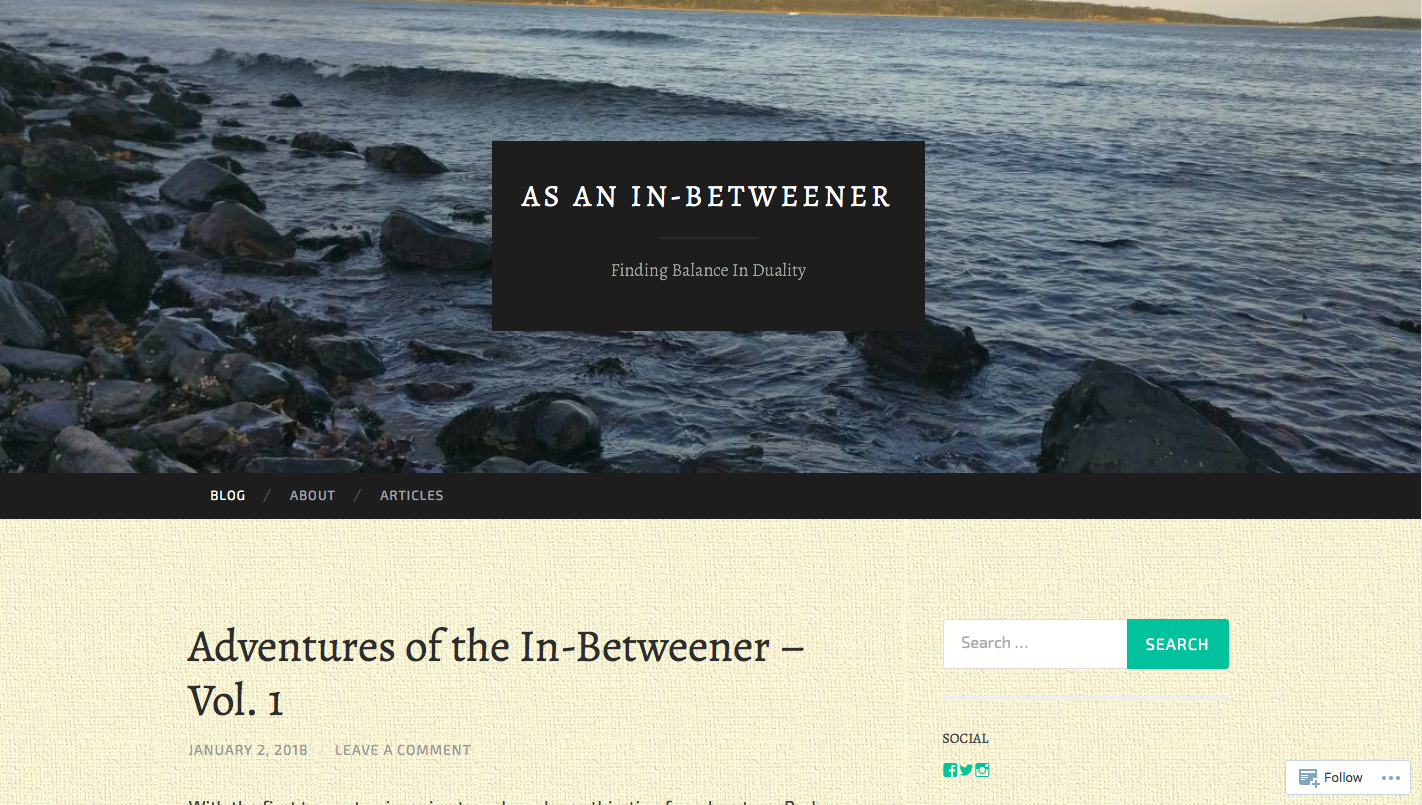 AS AN IN-BETWEENER
Finding Balance In Duality
BLOG / ABOUT / ARTICLES
Adventures of the In-Betweener –
Vol. 1
JANUARY 2, 2018 / LEAVE A COMMENT
Search …
SEARCH
SOCIAL
Follow